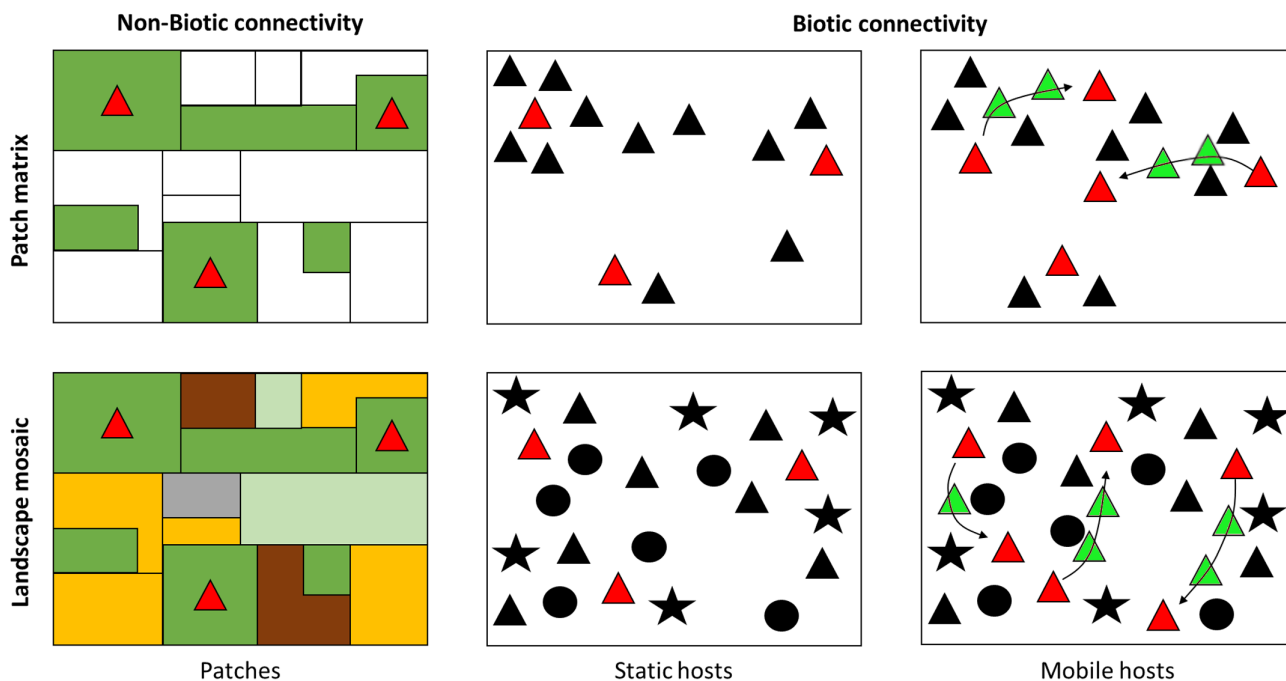 Non-Biotic connectivity
Biotic connectivity
Patch matrix
Landscape mosaic
Patches
Static hosts
Mobile hosts